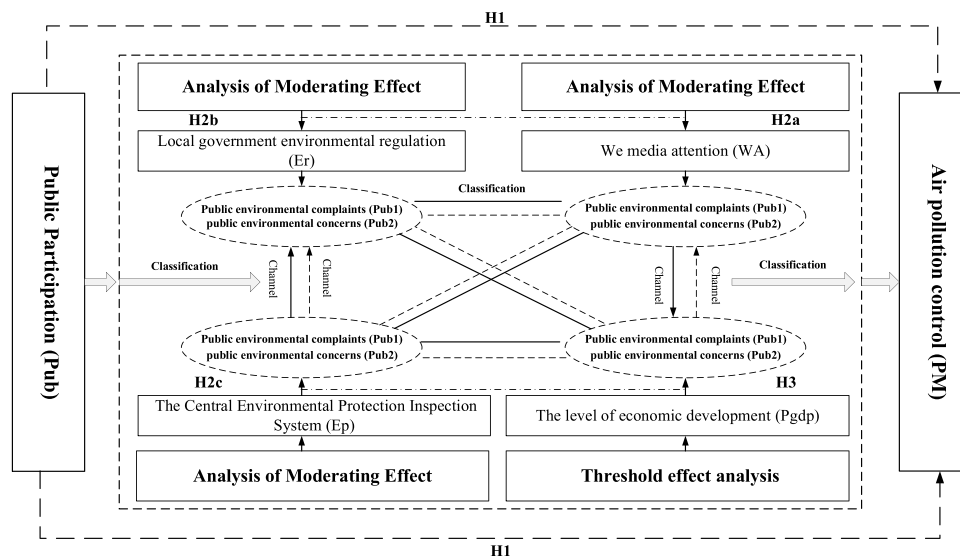 H1
Analysis of Moderating Effect
Analysis of Moderating Effect
H2b
H2a
Local government environmental regulation
(Er)
We media attention (WA)
Classification
Public environmental complaints (Pub1)
public environmental concerns (Pub2)
Public environmental complaints (Pub1)
public environmental concerns (Pub2)
Public Participation (Pub)
Classification
Channel
Channel
Channel
Channel
Classification
Air pollution control (PM)
Public environmental complaints (Pub1)
public environmental concerns (Pub2)
Public environmental complaints (Pub1)
public environmental concerns (Pub2)
H2c
H3
The Central Environmental Protection Inspection
System (Ep)
The level of economic development (Pgdp)
Analysis of Moderating Effect
Threshold effect analysis
H1